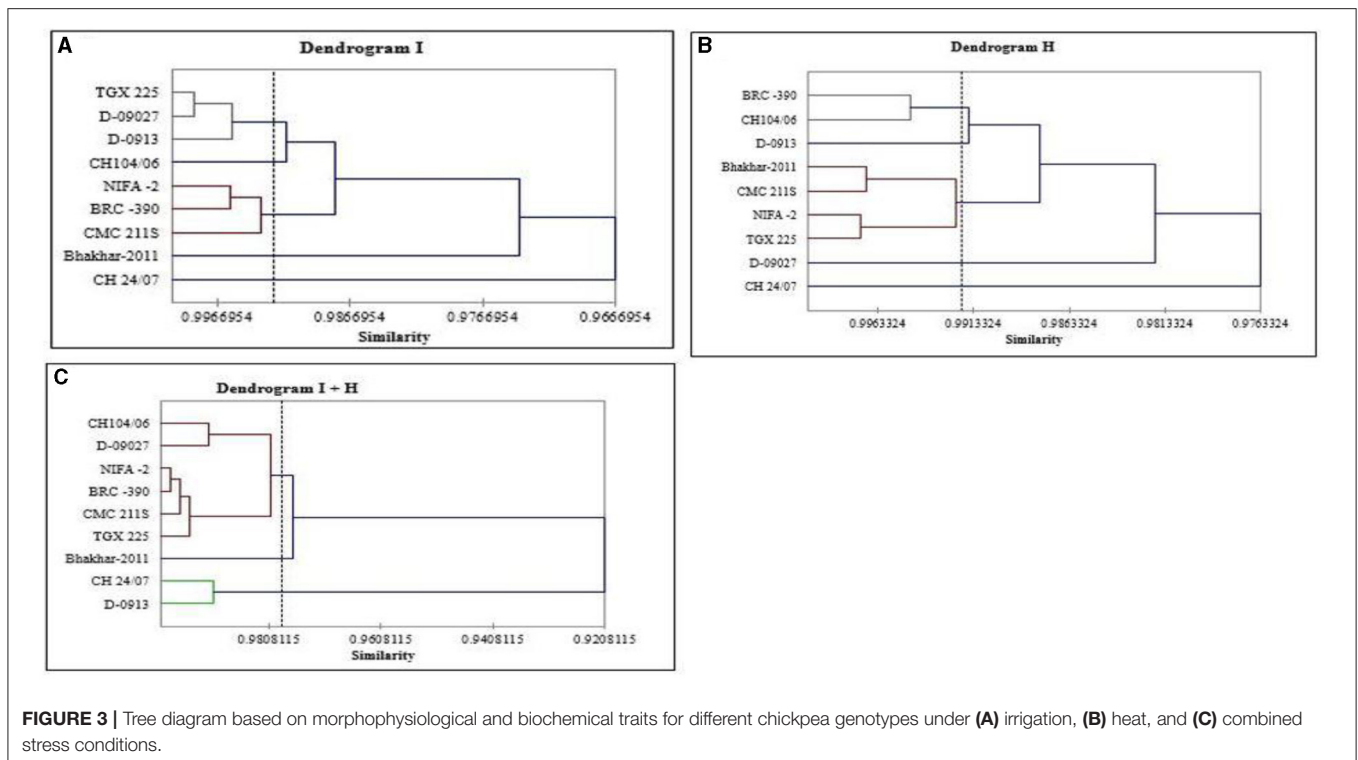 A
Dendrogram I
TGX 225
D-09027
D-0913
CH104/06
NIFA -2
BRC -390
CMC 211S
Bhakhar-2011
CH 24/07
0.9966954 0.9866954 0.9766954 0.9666954
Similarity
B
Dendrogram H
BRC -390
CH104/06
D-0913
Bhakhar-2011
CMC 211S
NIFA -2
TGX 225
D-09027
CH 24/07
0.9963324 0.9913324 0.9863324 0.9813324 0.9763324
Similarity
C
Dendrogram I + H
CH104/06
D-09027
NIFA -2
BRC -390
CMC 211S
TGX 225
Bhakhar-2011
CH 24/07
D-0913
0.9808115 0.9608115 0.9408115 0.9208115
Similarity
FIGURE 3 | Tree diagram based on morphophysiological and biochemical traits for different chickpea genotypes under (A) irrigation, (B) heat, and (C) combined
stress conditions.